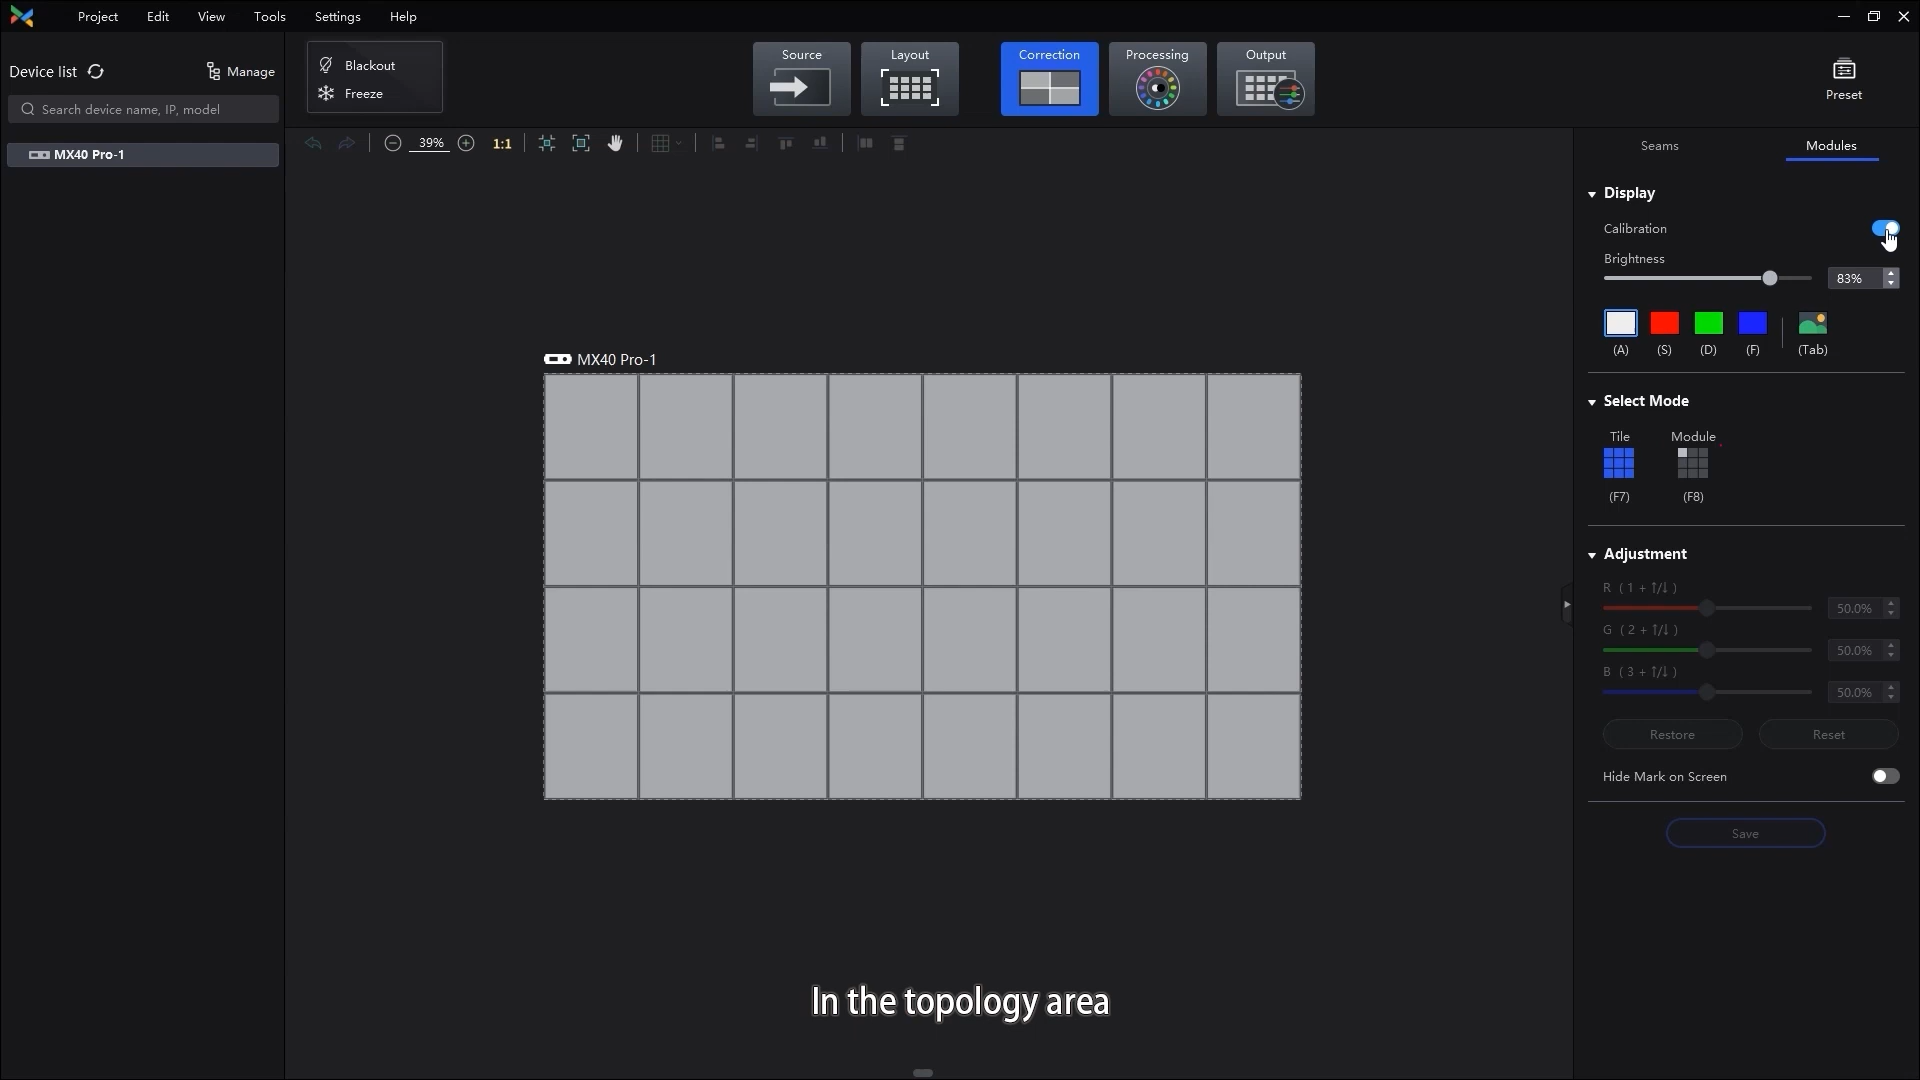 Project Edit View Tools Settings Help
Device list Manage
Search device name, IP, model
MX40 Pro-1
Blackout
Freeze
Source Layout Correction Processing Output
Preset
39% 1:1
Seams Modules
Display
Calibration
Brightness
83%
(A) (S) (D) (F) (Tab)
Select Mode
Tile Module
(F7) (F8)
Adjustment
R ( 1 + ↑/↓ )
50.0%
G ( 2 + ↑/↓ )
50.0%
B ( 3 + ↑/↓ )
50.0%
Restore Reset
Hide Mark on Screen
Save
MX40 Pro-1
In the topology area